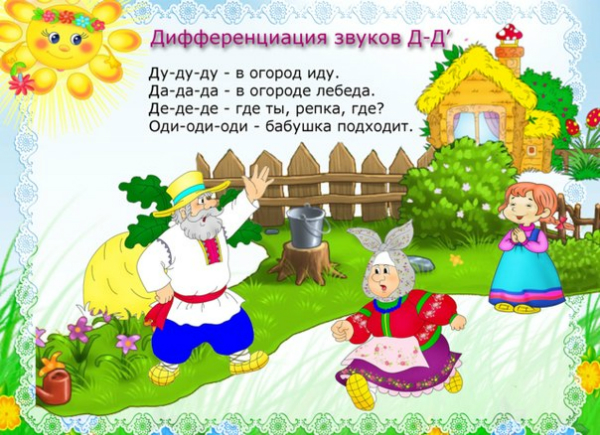 Дифференциация звуков Д-Д’
Ду-ду-ду - в огород иду.
Да-да-да - в огороде лебеда.
Де-де-де - где ты, репка, где?
Оди-оди-оди - бабушка подходит.